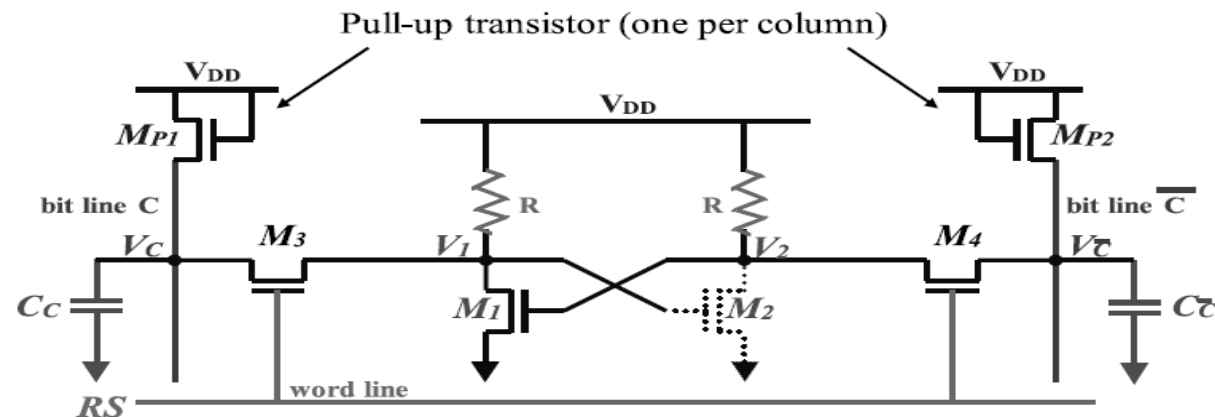 Pull-up transistor (one per column)
VDD
VDD
VDD
MP1
MP2
bit line C
R
R
bit line C̅
VC
M3
V1
V2
M4
VC̅
CC
M1
M2
CC̅
RS
word line